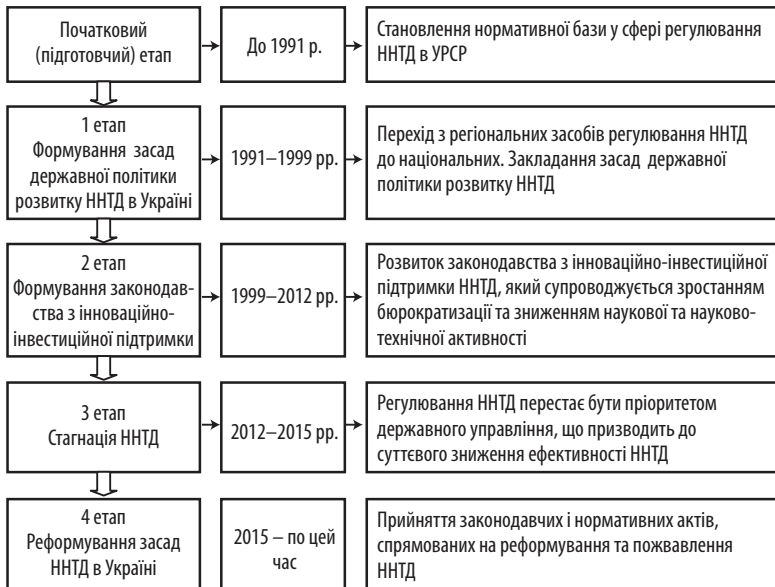 Початковий
(підготовчий) етап
До 1991 р.
Становлення нормативної бази у сфері регулювання
ННТД в УРСР
1 етап
Формування засад
державної політики
розвитку ННТД в Україні
1991–1999 рр.
Перехід з регіональних засобів регулювання ННТД
до національних. Закладання засад державної
політики розвитку ННТД
2 етап
Формування законодав-
ства з інноваційно-
інвестиційної підтримки
1999–2012 рр.
Розвиток законодавства з інноваційно-інвестиційної
підтримки ННТД, який супроводжується зростанням
бюрократизації та зниженням наукової та науково-
технічної активності
3 етап
Стагнація ННТД
2012–2015 рр.
Регулювання ННТД перестає бути пріоритетом
державного управління, що призводить до
суттєвого зниження ефективності ННТД
4 етап
Реформування засад
ННТД в Україні
2015 – по цей
час
Прийняття законодавчих і нормативних актів,
спрямованих на реформування та пожвавлення
ННТД